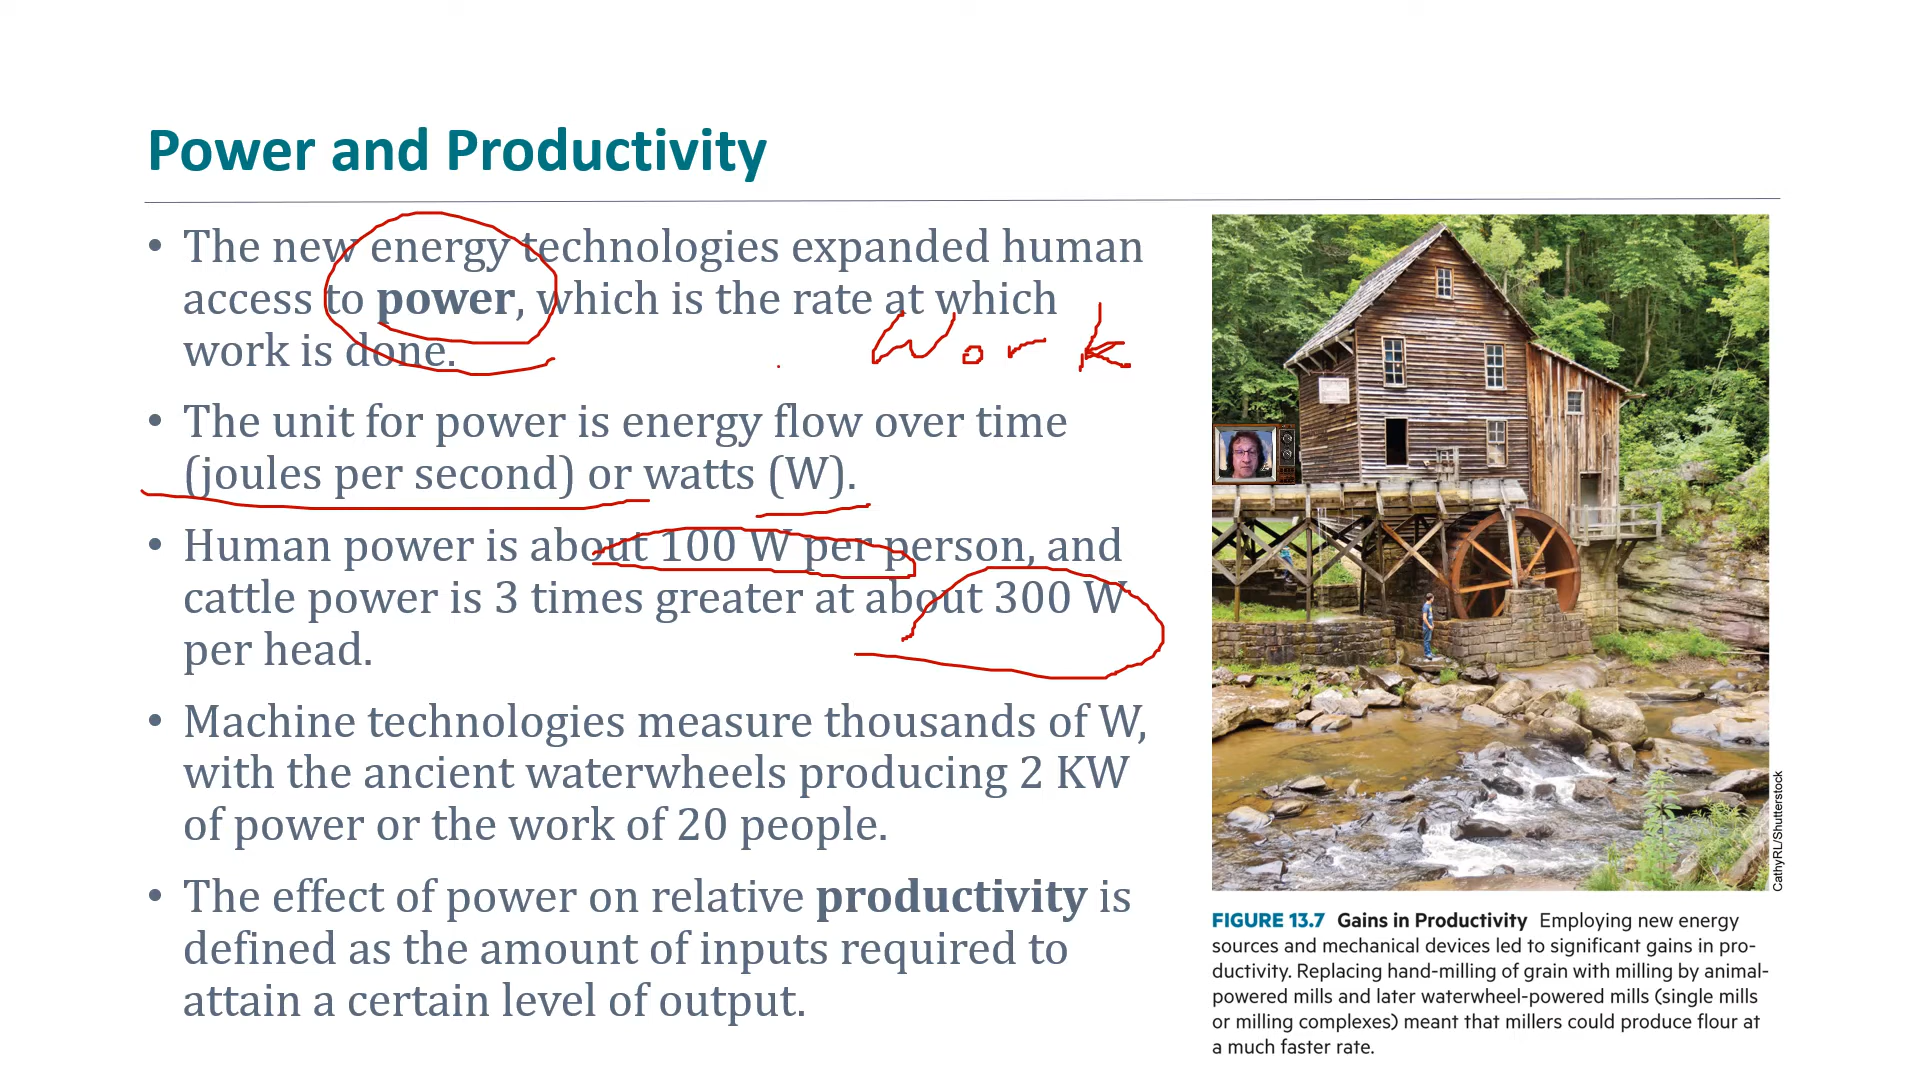 Power and Productivity
• The new energy technologies expanded human
access to power, which is the rate at which
work is done.
Work
• The unit for power is energy flow over time
(joules per second) or watts (W).
• Human power is about 100 W per person, and
cattle power is 3 times greater at about 300 W
per head.
• Machine technologies measure thousands of W,
with the ancient waterwheels producing 2 KW
of power or the work of 20 people.
• The effect of power on relative productivity is
defined as the amount of inputs required to
attain a certain level of output.
CathyRL/Shutterstock
FIGURE 13.7 Gains in Productivity Employing new energy
sources and mechanical devices led to significant gains in pro-
ductivity. Replacing hand-milling of grain with milling by animal-
powered mills and later waterwheel-powered mills (single mills
or milling complexes) meant that millers could produce flour at
a much faster rate.